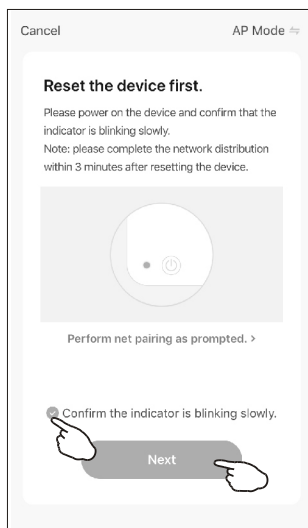 Cancel
AP Mode ⇋
Reset the device first.
Please power on the device and confirm that the
indicator is blinking slowly.
Note: please complete the network distribution
within 3 minutes after resetting the device.
Perform net pairing as prompted. >
Confirm the indicator is blinking slowly.
Next